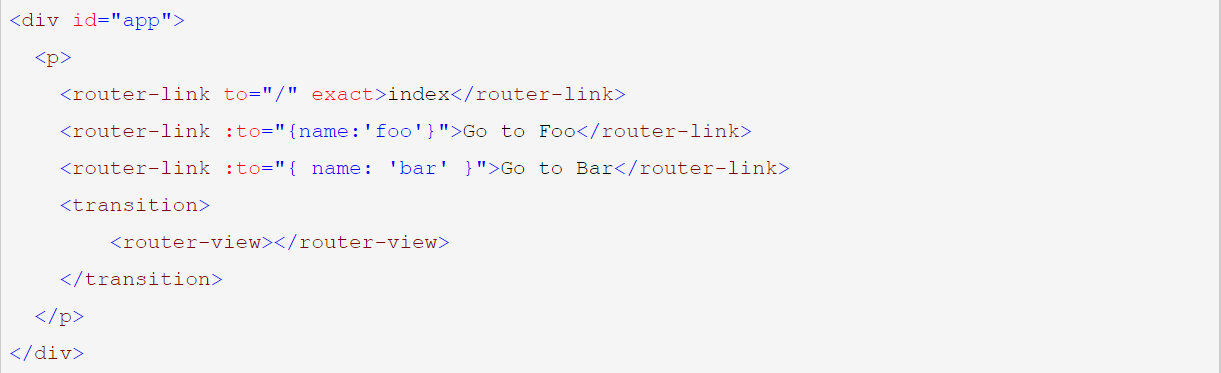 <div id="app">
  <p>
    <router-link to="/" exact>index</router-link>
    <router-link :to="{name:'foo'}">Go to Foo</router-link>
    <router-link :to="{ name: 'bar' }">Go to Bar</router-link>
    <transition>
        <router-view></router-view>
    </transition>
  </p>
</div>